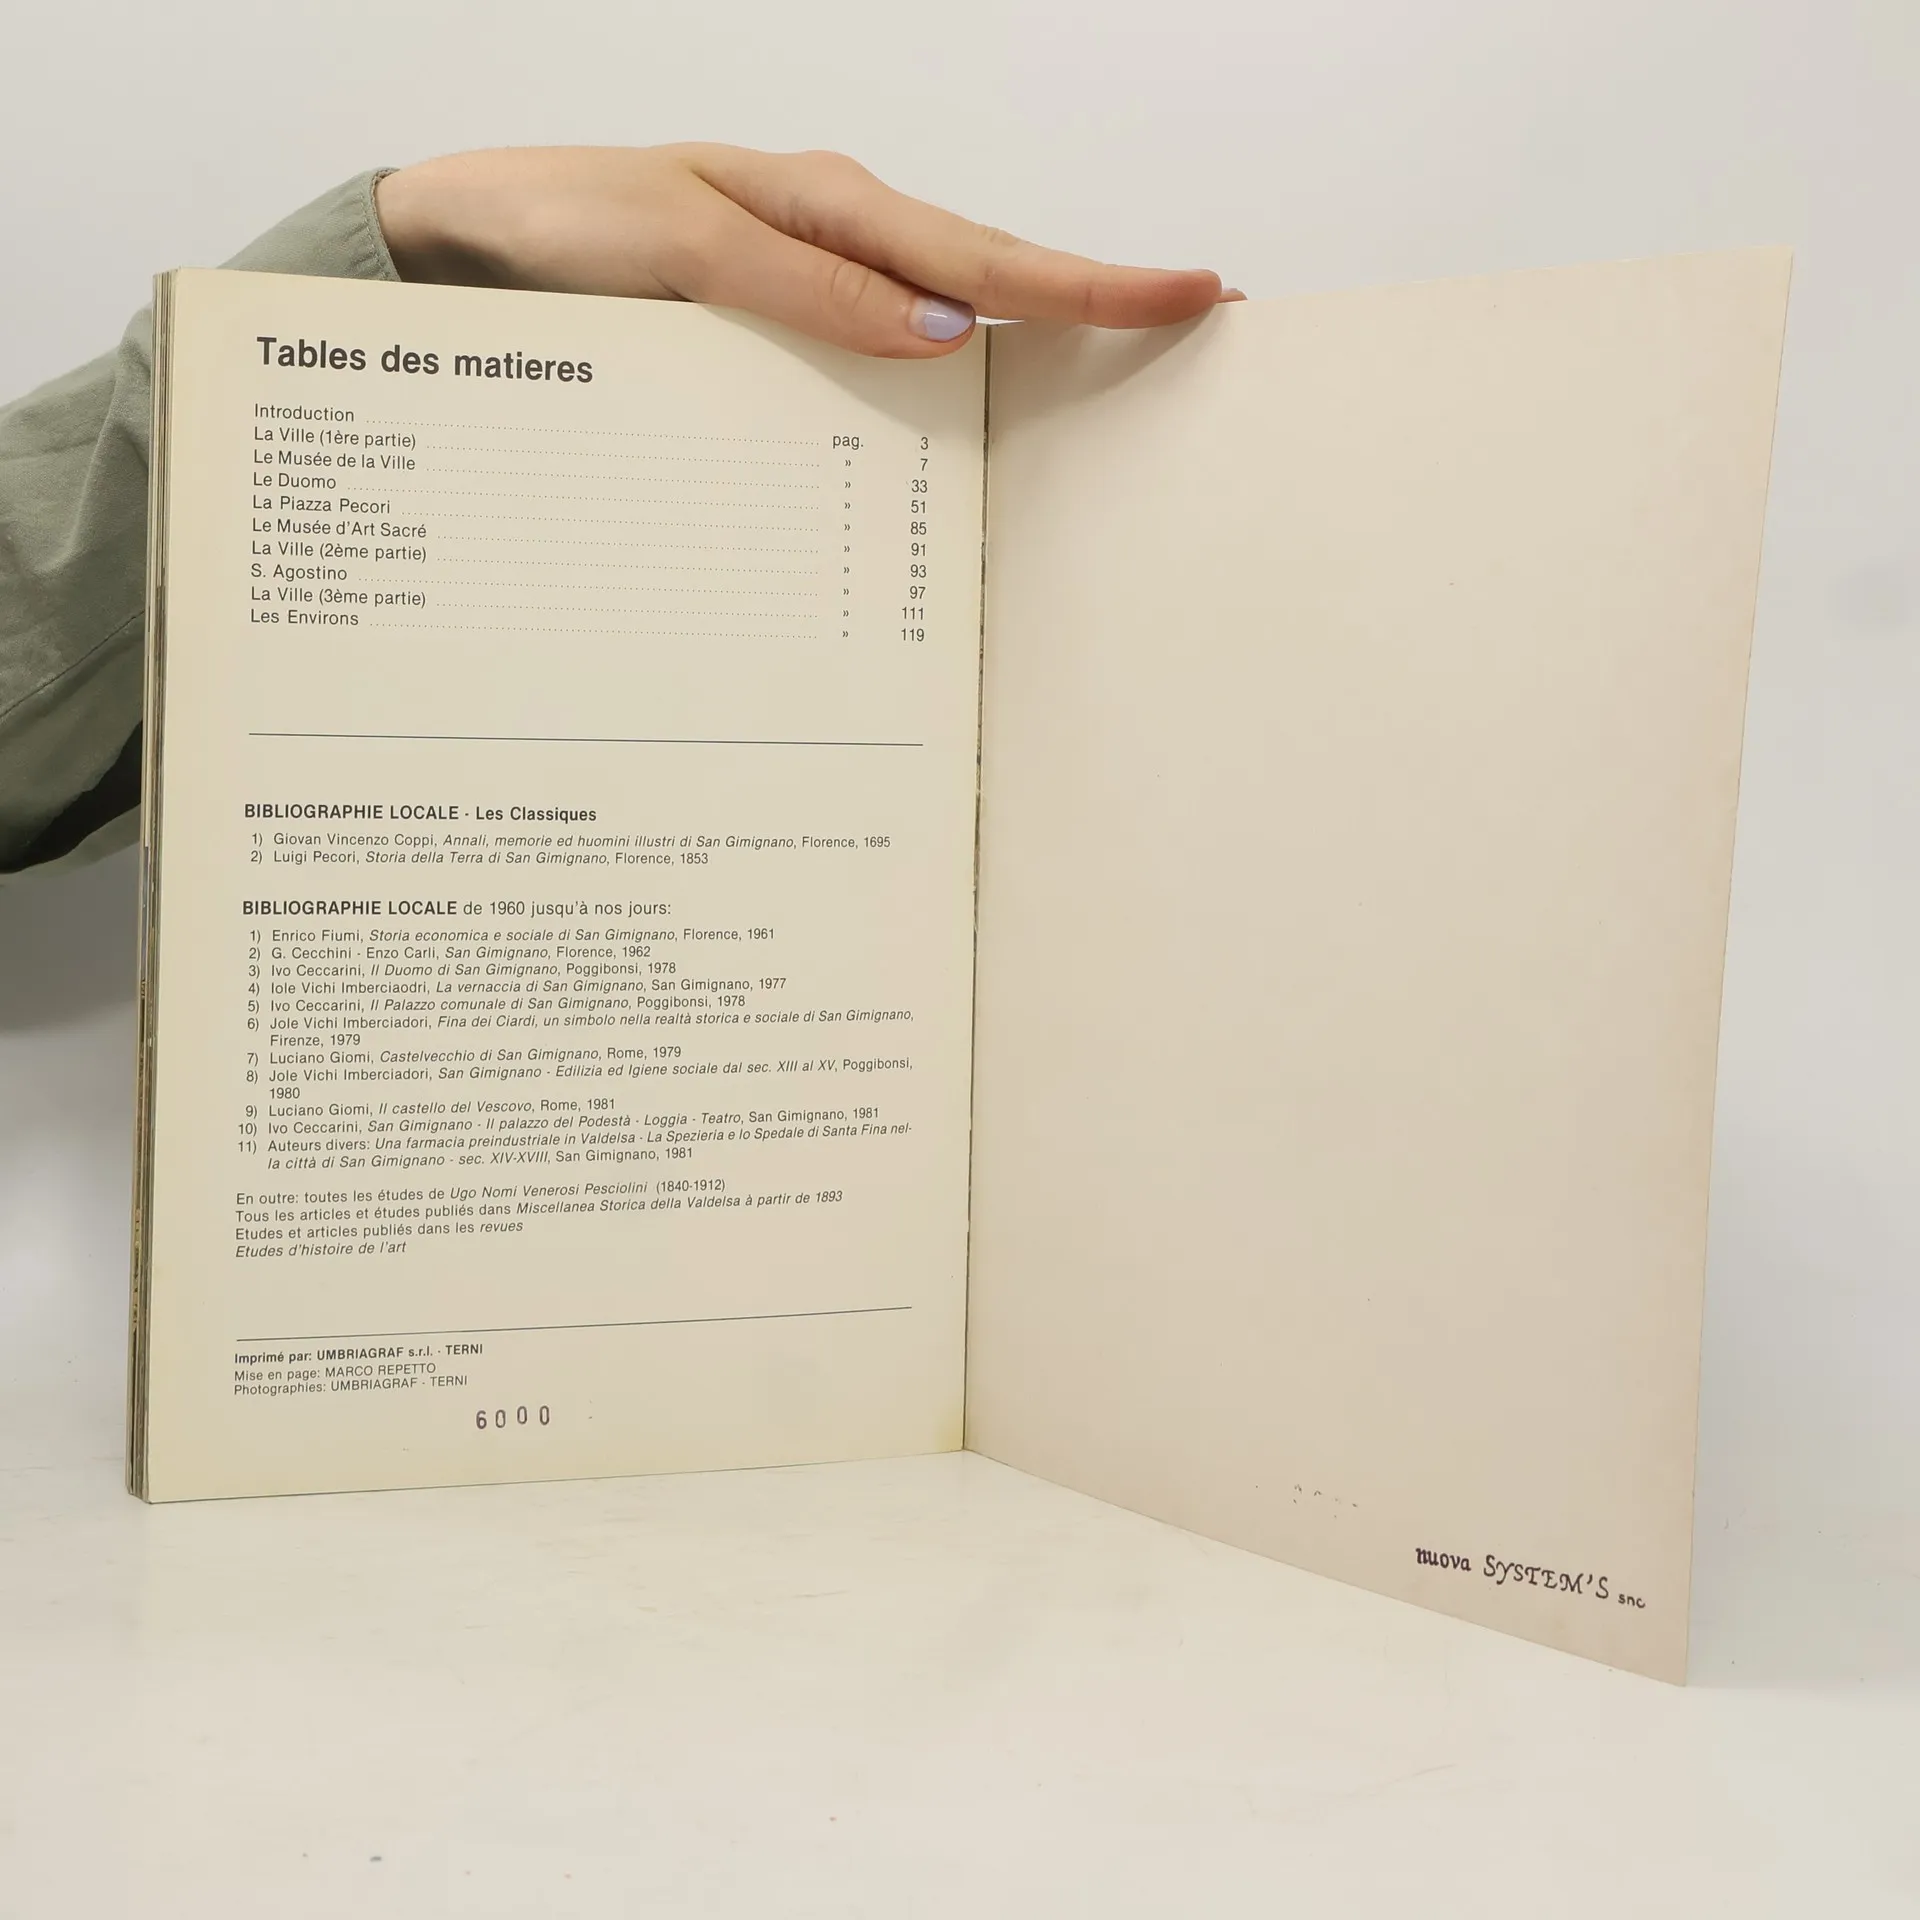 Tables des matieres
Introduction ........ pag. 3
La Ville (1ère partie) ........ » 7
Le Musée de la Ville ........ » 33
Le Duomo ........ » 51
La Piazza Pecori ........ » 85
Le Musée d'Art Sacré ........ » 91
La Ville (2ème partie) ........ » 93
S. Agostino ........ » 97
La Ville (3ème partie) ........ » 111
Les Environs ........ » 119
BIBLIOGRAPHIE LOCALE - Les Classiques
1) Giovan Vincenzo Coppi, Annali, memorie ed huomini illustri di San Gimignano, Florence, 1695
2) Luigi Pecori, Storia della Terra di San Gimignano, Florence, 1853
BIBLIOGRAPHIE LOCALE de 1960 jusqu'à nos jours:
1) Enrico Fiumi, Storia economica e sociale di San Gimignano, Florence, 1961
2) G. Cecchini - Enzo Carli, San Gimignano, Florence, 1962
3) Ivo Ceccarini, Il Duomo di San Gimignano, Poggibonsi, 1978
4) Iole Vichi Imberciaodri, La vernaccia di San Gimignano, San Gimignano, 1977
5) Ivo Ceccarini, Il Palazzo comunale di San Gimignano, Poggibonsi, 1978
6) Jole Vichi Imberciadori, Fina dei Ciardi, un simbolo nella realtà storica e sociale di San Gimignano,
Firenze, 1979
7) Luciano Giomi, Castelvecchio di San Gimignano, Rome, 1979
8) Jole Vichi Imberciadori, San Gimignano - Edilizia ed Igiene sociale dal sec. XIII al XV, Poggibonsi,
1980
9) Luciano Giomi, Il castello del Vescovo, Rome, 1981
10) Ivo Ceccarini, San Gimignano - Il palazzo del Podestà - Loggia - Teatro, San Gimignano, 1981
11) Auteurs divers: Una farmacia preindustriale in Valdelsa - La Spezieria e lo Spedale di Santa Fina nel-
la città di San Gimignano - sec. XIV-XVIII, San Gimignano, 1981
En outre: toutes les études de Ugo Nomi Venerosi Pesciolini (1840-1912)
Tous les articles et études publiés dans Miscellanea Storica della Valdelsa à partir de 1893
Etudes et articles publiés dans les revues
Etudes d'histoire de l'art
Imprimé par: UMBRIAGRAF s.r.l. - TERNI
Mise en page: MARCO REPETTO
Photographies: UMBRIAGRAF - TERNI
6000
nuova SYSTEM'S snc